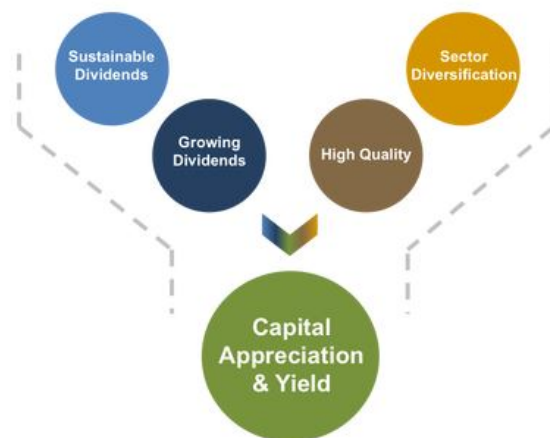 Sustainable
Dividends
Sector
Diversification
Growing
Dividends
High Quality
Capital
Appreciation
& Yield